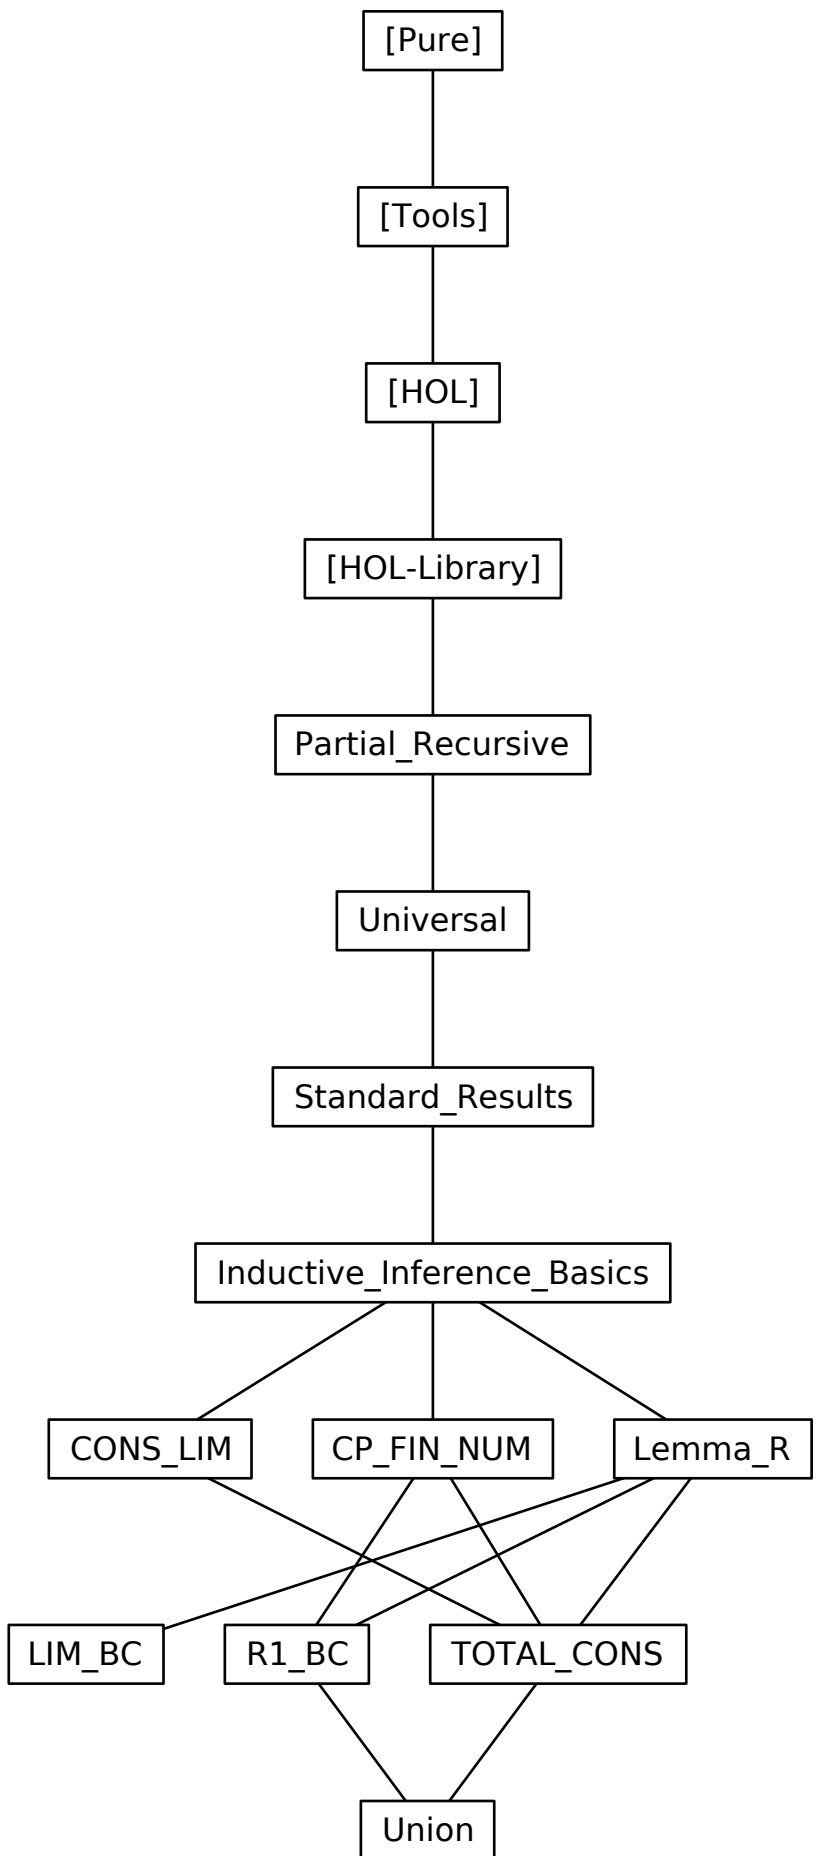 [Pure]
[Tools]
[HOL]
[HOL-Library]
Partial_Recursive
Universal
Standard_Results
Inductive_Inference_Basics
CONS_LIM
CP_FIN_NUM
Lemma_R
LIM_BC
R1_BC
TOTAL_CONS
Union